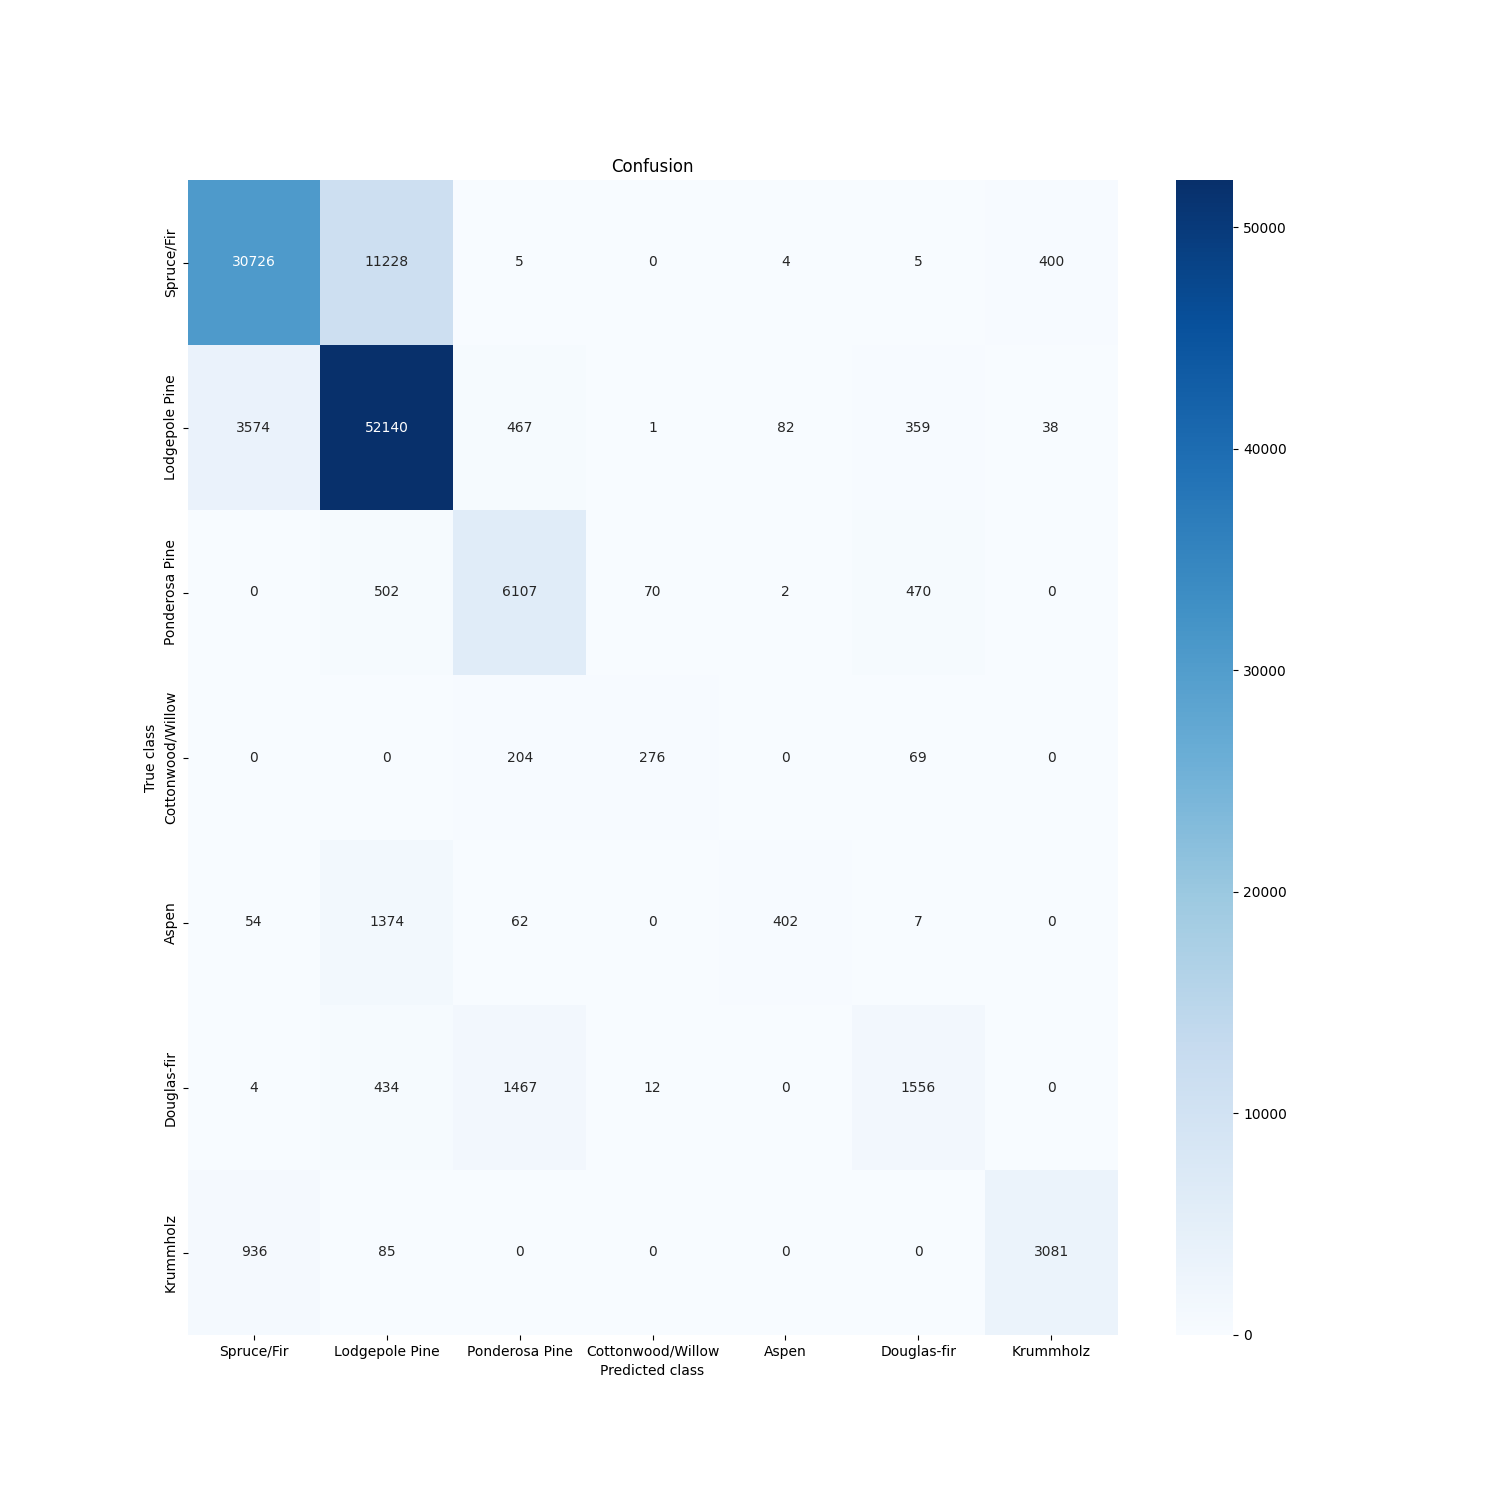 Confusion
Spruce/Fir 30726 11228 5 0 4 5 400
Lodgepole Pine 3574 52140 467 1 82 359 38
Ponderosa Pine 0 502 6107 70 2 470 0
True class
Cottonwood/Willow 0 0 204 276 0 69 0
Aspen 54 1374 62 0 402 7 0
Douglas-fir 4 434 1467 12 0 1556 0
Krummholz 936 85 0 0 0 0 3081
Spruce/Fir Lodgepole Pine Ponderosa Pine Cottonwood/Willow Aspen Douglas-fir Krummholz
Predicted class
50000
40000
30000
20000
10000
0